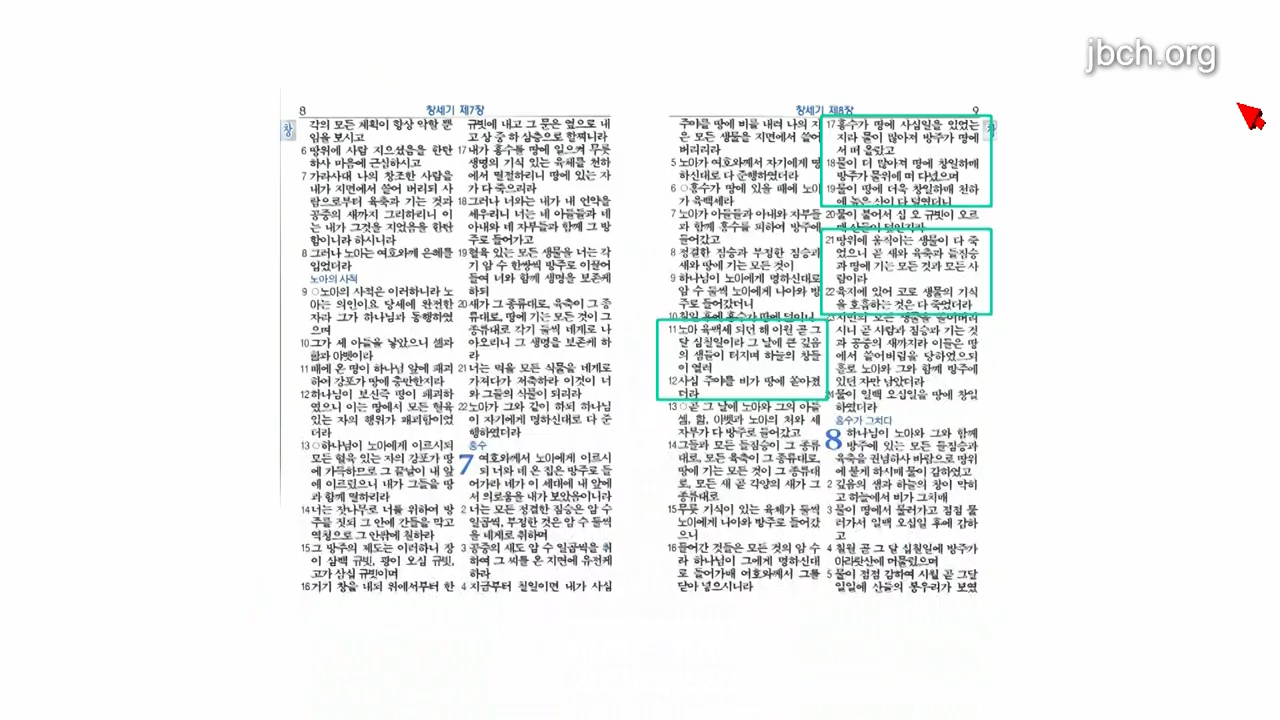 jbch.org
8
창세기 제7장
각의 모든 계획이 항상 악할 뿐
임을 보시고
6 땅위에 사람 지으셨음을 한탄
하사 마음에 근심하시고
7 가라사대 나의 창조한 사람을
내가 지면에서 쓸어 버리되 사
람으로부터 육축과 기는 것과
공중의 새까지 그리하리니 이
는 내가 그것을 지었음을 한탄
함이니라 하시니라
8 그러나 노아는 여호와께 은혜를
입었더라
노아의 사적
9 ○노아의 사적은 이러하니라 노
아는 의인이요 당세에 완전한
자라 그가 하나님과 동행하였
으며
10 그가 세 아들을 낳았으니 셈과
함과 야벳이라
11 때에 온 땅이 하나님 앞에 패괴
하여 강포가 땅에 충만한지라
12 하나님이 보신즉 땅이 패괴하
였으니 이는 땅에서 모든 혈육
있는 자의 행위가 패괴함이었
더라
13 ○하나님이 노아에게 이르시되
모든 혈육 있는 자의 강포가 땅
에 가득하므로 그 끝날이 내 앞
에 이르렀으니 내가 그들을 땅
과 함께 멸하리라
14 너는 잣나무로 너를 위하여 방
주를 짓되 그 안에 간들을 막고
역청으로 그 안팎에 칠하라
15 그 방주의 제도는 이러하니 장
이 삼백 규빗, 광이 오십 규빗,
고가 삼십 규빗이며
16 거기 창을 내되 위에서부터 한
규빗에 내고 그 문은 옆으로 내
고 상 중 하 삼층으로 할찌니라
17 내가 홍수를 땅에 일으켜 무릇
생명의 기식 있는 육체를 천하
에서 멸절하리니 땅에 있는 자
가 다 죽으리라
18 그러나 너와는 내가 내 언약을
세우리니 너는 네 아들들과 네
아내와 네 자부들과 함께 그 방
주로 들어가고
19 혈육 있는 모든 생물을 너는 각
기 암 수 한쌍씩 방주로 이끌어
들여 너와 함께 생명을 보존케
하되
20 새가 그 종류대로, 육축이 그 종
류대로, 땅에 기는 모든 것이 그
종류대로 각기 둘씩 네게로 나
아오리니 그 생명을 보존케 하
라
21 너는 먹을 모든 식물을 네게로
가져다가 저축하라 이것이 너
와 그들의 식물이 되리라
22 노아가 그와 같이 하되 하나님
이 자기에게 명하신대로 다 준
행하였더라
홍수
7 여호와께서 노아에게 이르시
되 너와 네 온 집은 방주로 들
어가라 네가 이 세대에 내 앞에
서 의로움을 내가 보았음이니라
2 너는 모든 정결한 짐승은 암 수
일곱씩, 부정한 것은 암 수 둘씩
을 네게로 취하며
3 공중의 새도 암 수 일곱씩을 취
하여 그 씨를 온 지면에 유전케
하라
4 지금부터 칠일이면 내가 사십
창세기 제8장
9
주야를 땅에 비를 내려 나의 지
은 모든 생물을 지면에서 쓸어
버리리라
5 노아가 여호와께서 자기에게 명
하신대로 다 준행하였더라
6 ○홍수가 땅에 있을 때에 노아
가 육백세라
7 노아가 아들들과 아내와 자부들
과 함께 홍수를 피하여 방주에
들어갔고
8 정결한 짐승과 부정한 짐승과
새와 땅에 기는 모든 것이
9 하나님이 노아에게 명하신대로
암 수 둘씩 노아에게 나아와 방
주로 들어갔더니
10 칠일 후에 홍수가 땅에 덮이니
11 노아 육백세 되던 해 이월 곧 그
달 십칠일이라 그 날에 큰 깊음
의 샘들이 터지며 하늘의 창들
이 열려
12 사십 주야를 비가 땅에 쏟아졌
더라
13 ○곧 그 날에 노아와 그의 아들
셈, 함, 야벳과 노아의 처와 세
자부가 다 방주로 들어갔고
14 그들과 모든 들짐승이 그 종류
대로, 모든 육축이 그 종류대로,
땅에 기는 모든 것이 그 종류대
로, 모든 새 곧 각양의 새가 그
종류대로
15 무릇 기식이 있는 육체가 둘씩
노아에게 나아와 방주로 들어갔
으니
16 들어간 것들은 모든 것의 암 수
라 하나님이 그에게 명하신대
로 들어가매 여호와께서 그를
닫아 넣으시니라
17 홍수가 땅에 사십일을 있었는
지라 물이 많아져 방주가 땅에
서 떠 올랐고
18 물이 더 많아져 땅에 창일하매
방주가 물위에 떠 다녔으며
19 물이 땅에 더욱 창일하매 천하
에 높은 산이 다 덮였더니
20 물이 불어서 십 오 규빗이 오르
매 산들이 덮인지라
21 땅위에 움직이는 생물이 다 죽
었으니 곧 새와 육축과 들짐승
과 땅에 기는 모든 것과 모든 사
람이라
22 육지에 있어 코로 생물의 기식
을 호흡하는 것은 다 죽었더라
23 지면의 모든 생물을 쓸어버리
시니 곧 사람과 짐승과 기는 것
과 공중의 새까지라 이들은 땅
에서 쓸어버림을 당하였으되
홀로 노아와 그와 함께 방주에
있던 자만 남았더라
24 물이 일백 오십일을 땅에 창일
하였더라
홍수가 그치다
8 하나님이 노아와 그와 함께
방주에 있는 모든 들짐승과
육축을 권념하사 바람으로 땅위
에 불게 하시매 물이 감하였고
2 깊음의 샘과 하늘의 창이 막히
고 하늘에서 비가 그치매
3 물이 땅에서 물러가고 점점 물
러가서 일백 오십일 후에 감하
고
4 칠월 곧 그 달 십칠일에 방주가
아라랏산에 머물렀으며
5 물이 점점 감하여 시월 곧 그달
일일에 산들의 봉우리가 보였
창